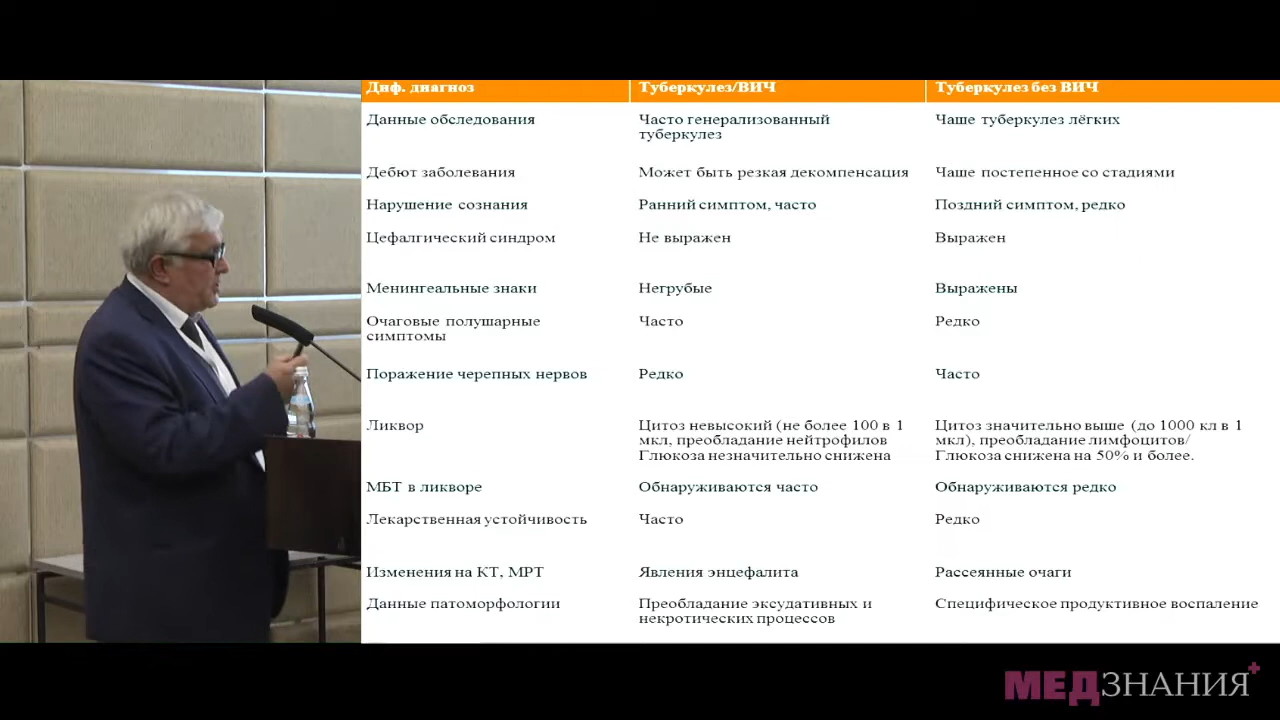 Диф. диагноз Туберкулез/ВИЧ Туберкулез без ВИЧ
Данные обследования Часто генерализованный Чаше туберкулез лёгких
туберкулез
Дебют заболевания Может быть резкая декомпенсация Чаше постепенное со стадиями
Нарушение сознания Ранний симптом, часто Поздний симптом, редко
Цефалгический синдром Не выражен Выражен
Менингеальные знаки Негрубые Выражены
Очаговые полушарные Часто Редко
симптомы
Поражение черепных нервов Редко Часто
Ликвор Цитоз невысокий (не более 100 в 1 Цитоз значительно выше (до 1000 кл в 1
мкл, преобладание нейтрофилов мкл), преобладание лимфоцитов/
Глюкоза незначительно снижена Глюкоза снижена на 50% и более.
МБТ в ликворе Обнаруживаются часто Обнаруживаются редко
Лекарственная устойчивость Часто Редко
Изменения на КТ, МРТ Явления энцефалита Рассеянные очаги
Данные патоморфологии Преобладание эксудативных и Специфическое продуктивное воспаление
некротических процессов
МЕДЗНАНИЯ+